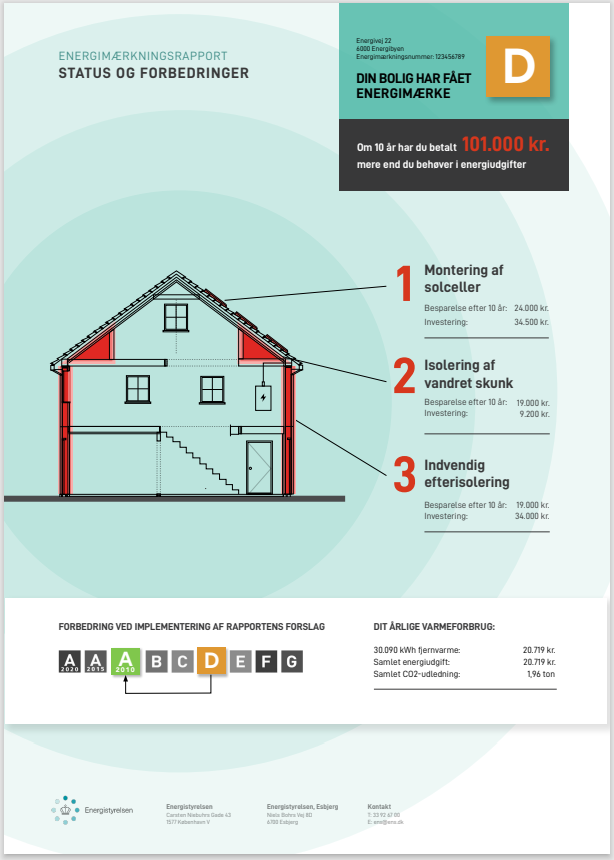 ENERGIMÆRKNINGSRAPPORT
STATUS OG FORBEDRINGER
Energivej 22
6000 Energibyen
Energimærkningsnummer: 123456789
DIN BOLIG HAR FÅET
ENERGIMÆRKE
D
Om 10 år har du betalt 101.000 kr.
mere end du behøver i energiudgifter
1 Montering af
solceller
Besparelse efter 10 år: 24.000 kr.
Investering: 34.500 kr.
2 Isolering af
vandret skunk
Besparelse efter 10 år: 19.000 kr.
Investering: 9.200 kr.
3 Indvendig
efterisolering
Besparelse efter 10 år: 19.000 kr.
Investering: 34.000 kr.
FORBEDRING VED IMPLEMENTERING AF RAPPORTENS FORSLAG
A A A B C D E F G
2020 2015 2010
DIT ÅRLIGE VARMEFORBRUG:
30.090 kWh fjernvarme: 20.719 kr.
Samlet energiudgift: 20.719 kr.
Samlet CO2-udledning: 1,96 ton
Energistyrelsen
Energistyrelsen
Carsten Niebuhrs Gade 43
1577 København V
Energistyrelsen, Esbjerg
Niels Bohrs Vej 8D
6700 Esbjerg
Kontakt
T: 33 92 67 00
E: ens@ens.dk